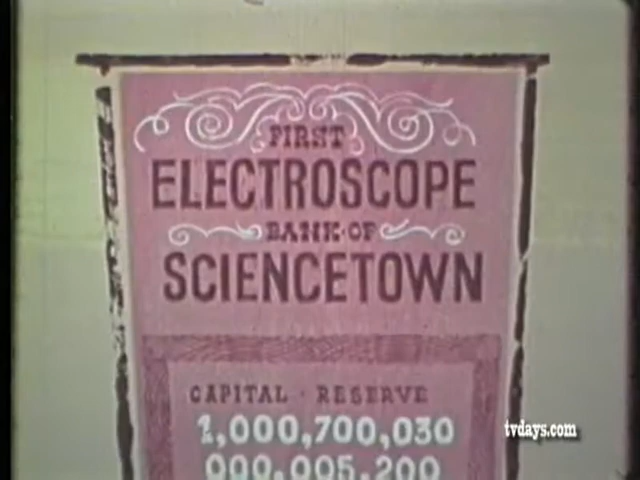 FIRST
ELECTROSCOPE
BANK·OF
SCIENCETOWN
CAPITAL · RESERVE
1,000,700,030
000,005,200
tvdays.com